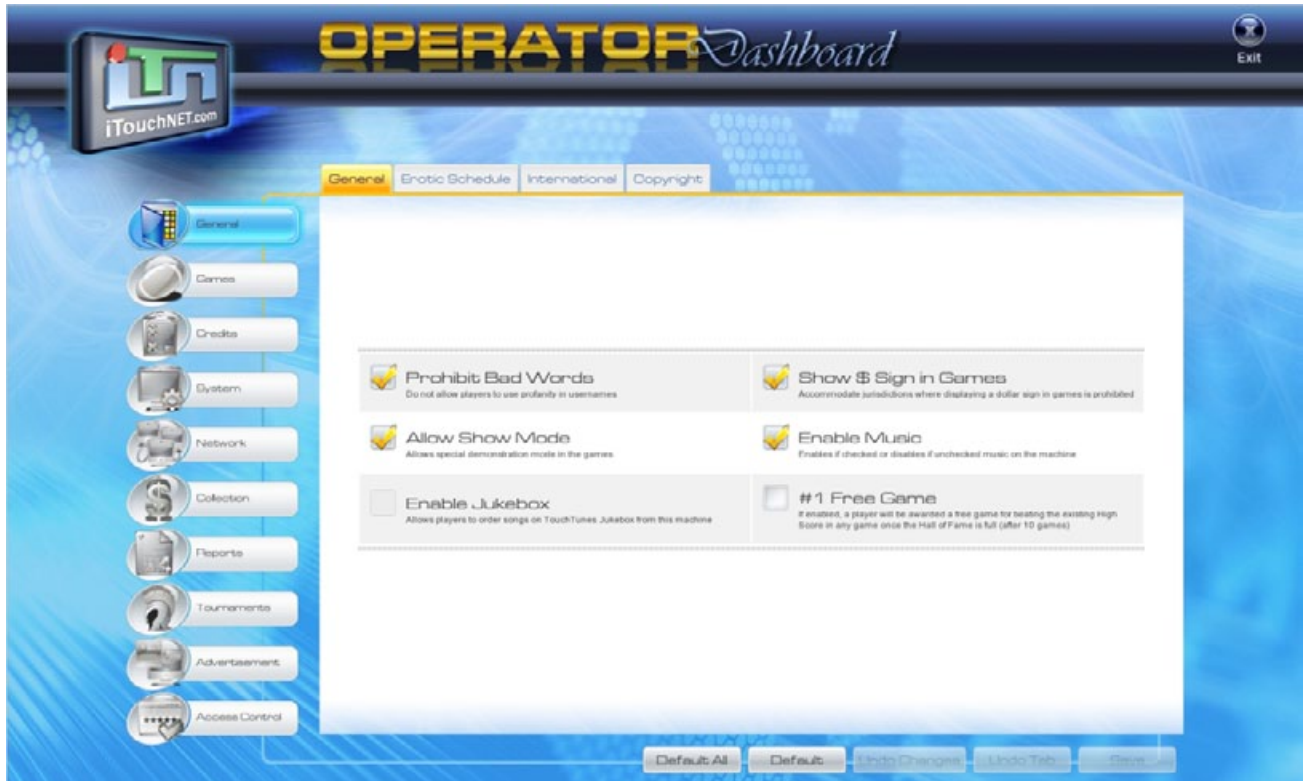 OPERATOR Dashboard
Exit
iTn
iTouchNET.com
General
Erotic Schedule
International
Copyright
General
Games
Credits
System
Network
Collection
Reports
Tournaments
Advertisement
Access Control
Prohibit Bad Words
Do not allow players to use profanity in usernames
Show $ Sign in Games
Accommodate jurisdictions where displaying a dollar sign in games is prohibited
Allow Show Mode
Allows special demonstration mode in the games
Enable Music
Enables if checked or disables if unchecked music on the machine
Enable Jukebox
Allows players to order songs on TouchTunes Jukebox from this machine
#1 Free Game
If enabled, a player will be awarded a free game for beating the existing High
Score in any game once the Hall of Fame is full (after 10 games)
Default All
Default
Undo Changes
Undo Tab
Save